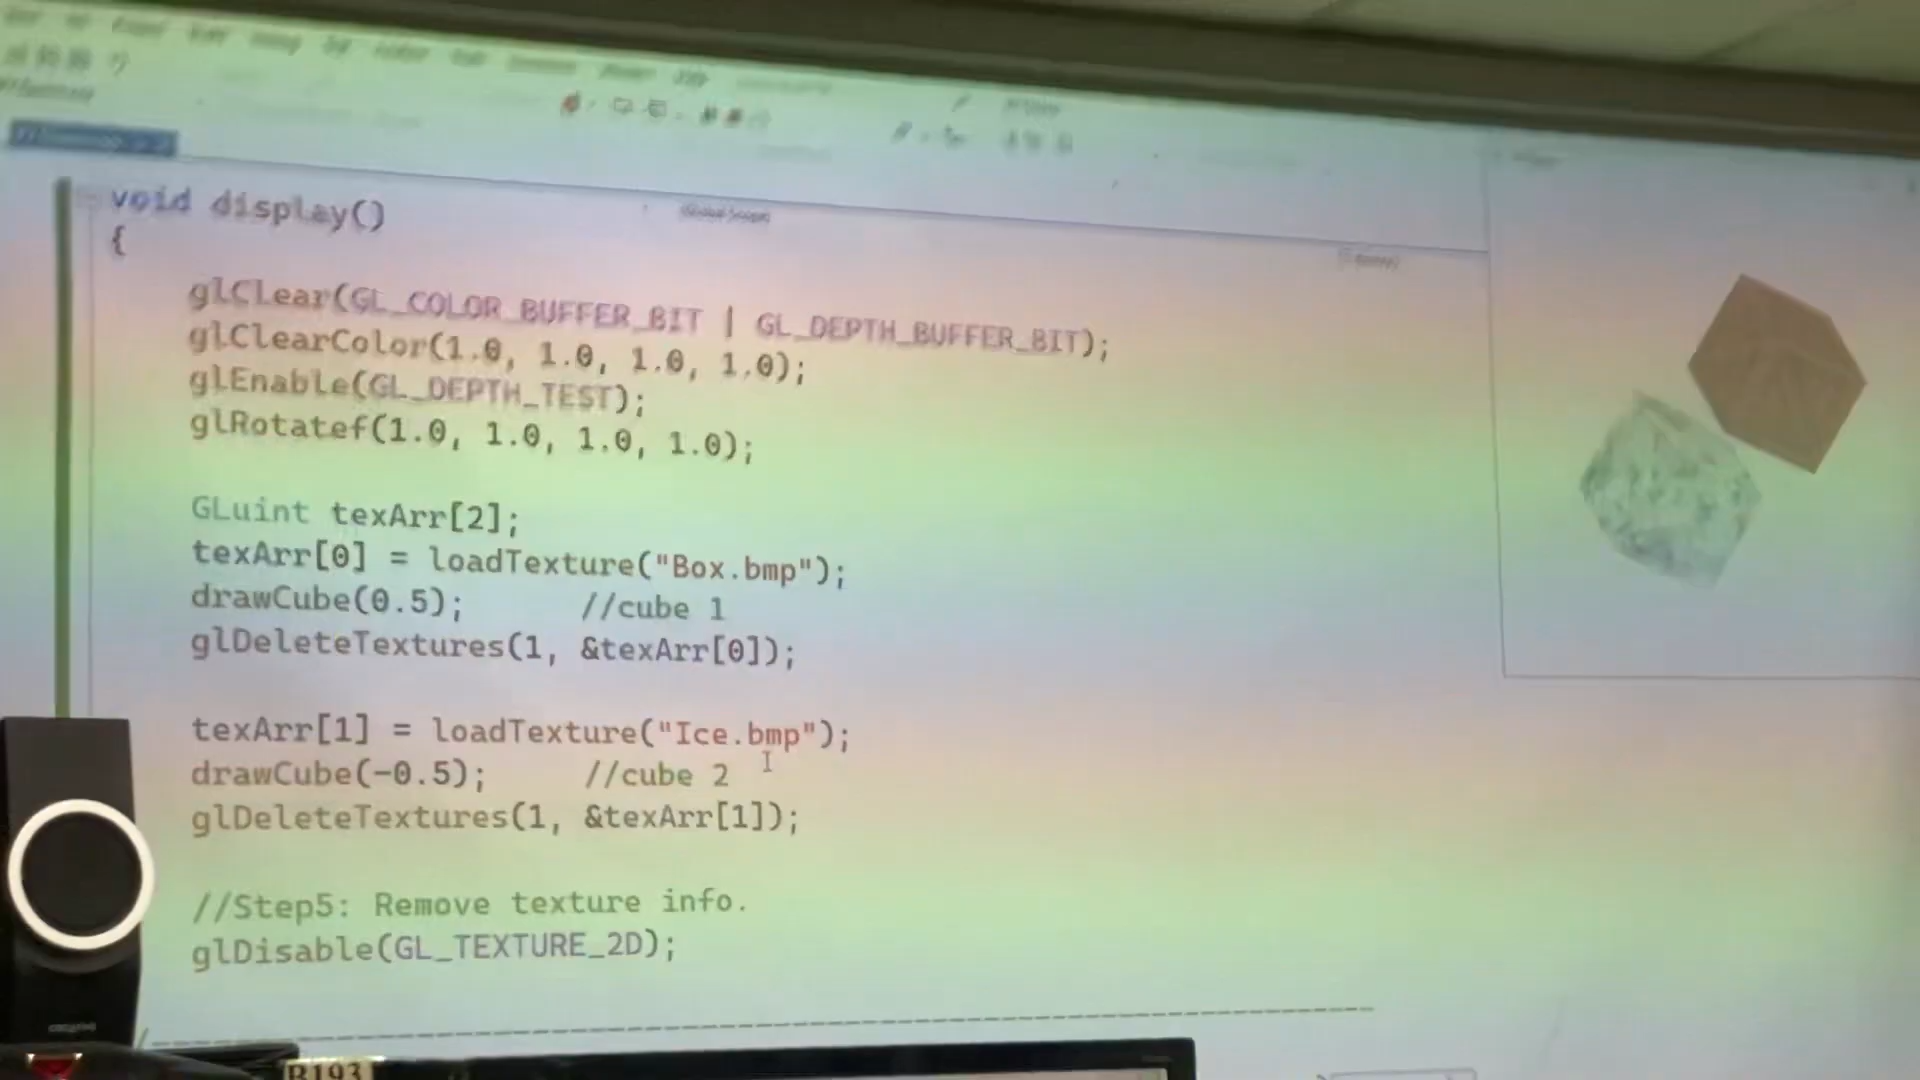 void display()
{
glClear(GL_COLOR_BUFFER_BIT | GL_DEPTH_BUFFER_BIT);
glClearColor(1.0, 1.0, 1.0, 1.0);
glEnable(GL_DEPTH_TEST);
glRotatef(1.0, 1.0, 1.0, 1.0);
GLuint texArr[2];
texArr[0] = loadTexture("Box.bmp");
drawCube(0.5); //cube 1
glDeleteTextures(1, &texArr[0]);
texArr[1] = loadTexture("Ice.bmp");
drawCube(-0.5); //cube 2
glDeleteTextures(1, &texArr[1]);
//Step5: Remove texture info.
glDisable(GL_TEXTURE_2D);
B193